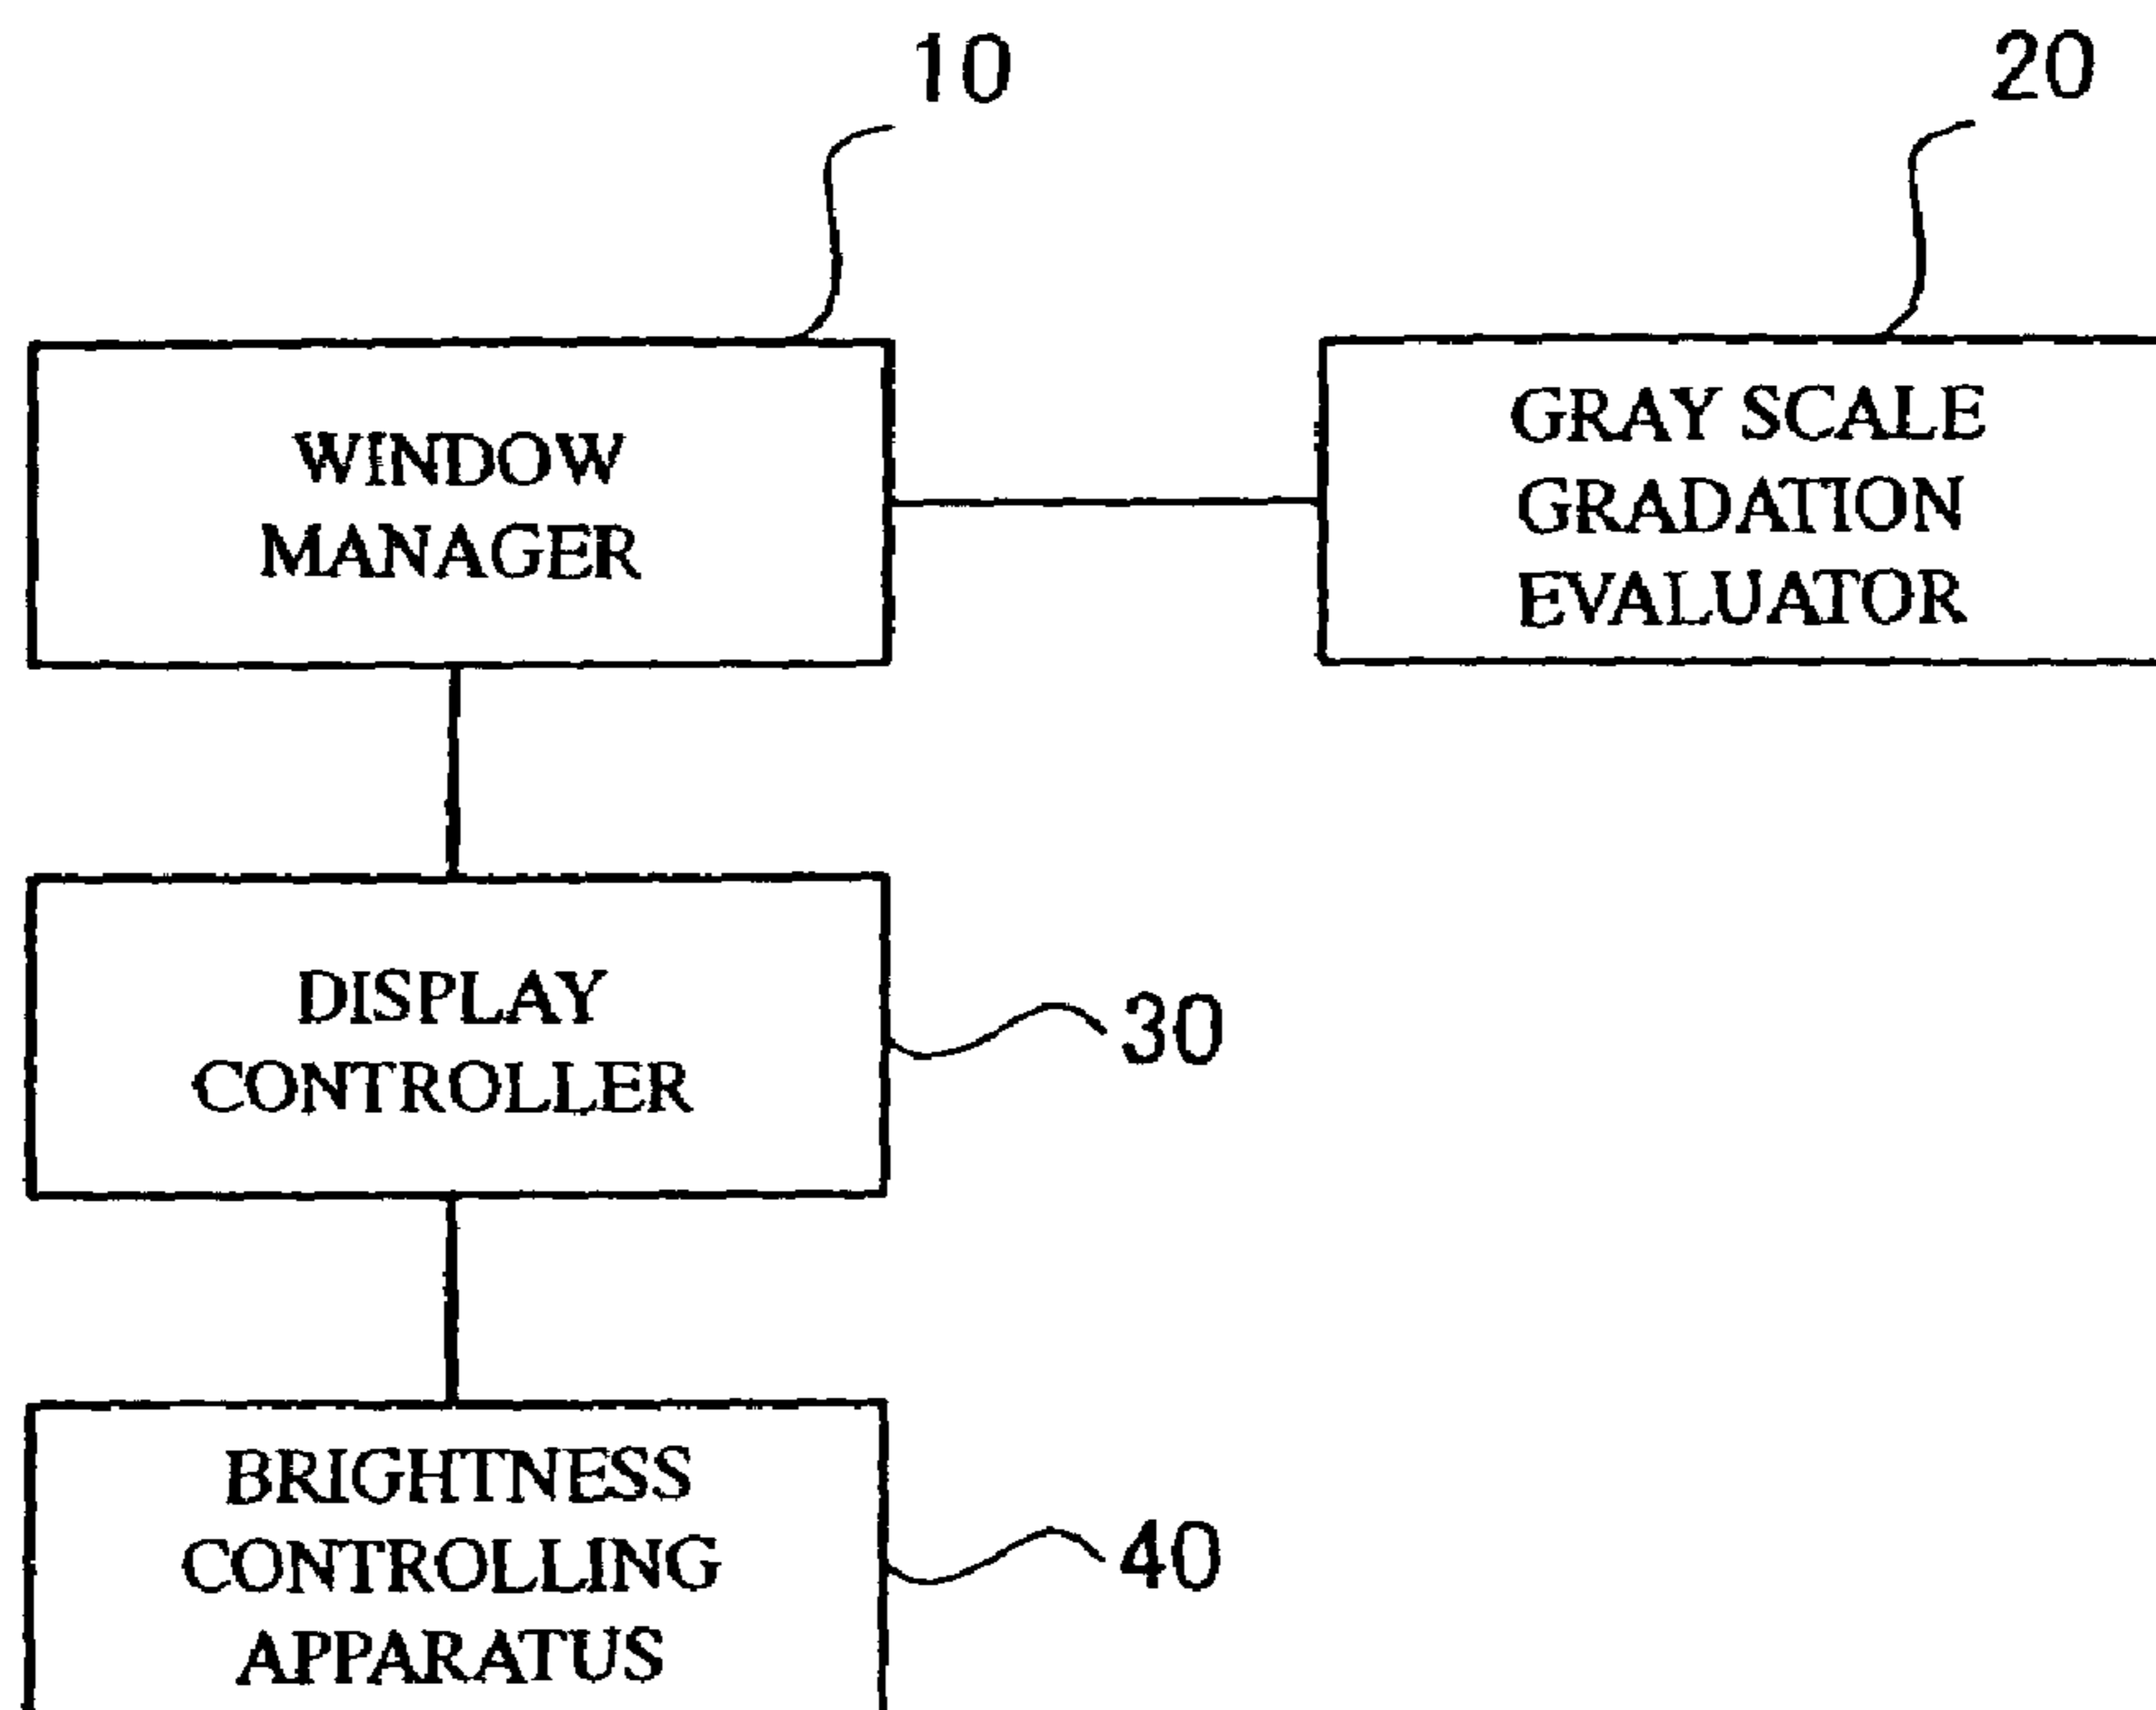 10
20
WINDOW
MANAGER
GRAY SCALE
GRADATION
EVALUATOR
DISPLAY
CONTROLLER
30
BRIGHTNESS
CONTROLLING
APPARATUS
40